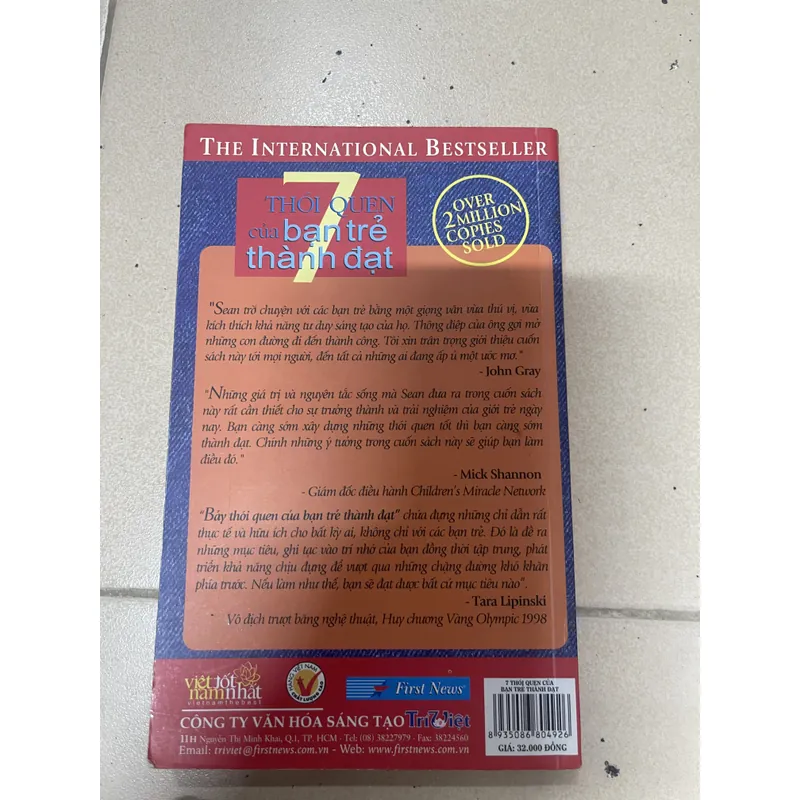 THE INTERNATIONAL BESTSELLER
7
THÓI QUEN
của bạn trẻ
thành đạt
OVER
2 MILLION
COPIES
SOLD
"Sean trò chuyện với các bạn trẻ bằng một giọng văn vừa thú vị, vừa
kích thích khả năng tư duy sáng tạo của họ. Thông điệp của ông gợi mở
những con đường đi đến thành công. Tôi xin trân trọng giới thiệu cuốn
sách này tới mọi người, đến tất cả những ai đang ấp ủ một ước mơ."
- John Gray
"Những giá trị và nguyên tắc sống mà Sean đưa ra trong cuốn sách
này rất cần thiết cho sự trưởng thành và trải nghiệm của giới trẻ ngày
nay. Bạn càng sớm xây dựng những thói quen tốt thì bạn càng sớm
thành đạt. Chính những ý tưởng trong cuốn sách này sẽ giúp bạn làm
điều đó."
- Mick Shannon
- Giám đốc điều hành Children's Miracle Network
"Bảy thói quen của bạn trẻ thành đạt" chứa đựng những chỉ dẫn rất
thực tế và hữu ích cho bất kỳ ai, không chỉ với các bạn trẻ. Đó là đề ra
những mục tiêu, ghi tạc vào trí nhớ của bạn đồng thời tập trung, phát
triển khả năng chịu đựng để vượt qua những chặng đường khó khăn
phía trước. Nếu làm như thế, bạn sẽ đạt được bất cứ mục tiêu nào".
- Tara Lipinski
Vô địch trượt băng nghệ thuật, Huy chương Vàng Olympic 1998
việt tốt
nam nhất
vietnamthebest
HÀNG VIỆT NAM
CHẤT LƯỢNG CAO
First News
CÔNG TY VĂN HÓA SÁNG TẠO Trí Việt
11H Nguyễn Thị Minh Khai, Q.1, TP. HCM - Tel: (08) 38227979 - Fax: 38224560
Email: triviet@firstnews.com.vn - Web: www.firstnews.com.vn
7 THÓI QUEN CỦA
BẠN TRẺ THÀNH ĐẠT
8 935086 804926
GIÁ: 32.000 ĐỒNG